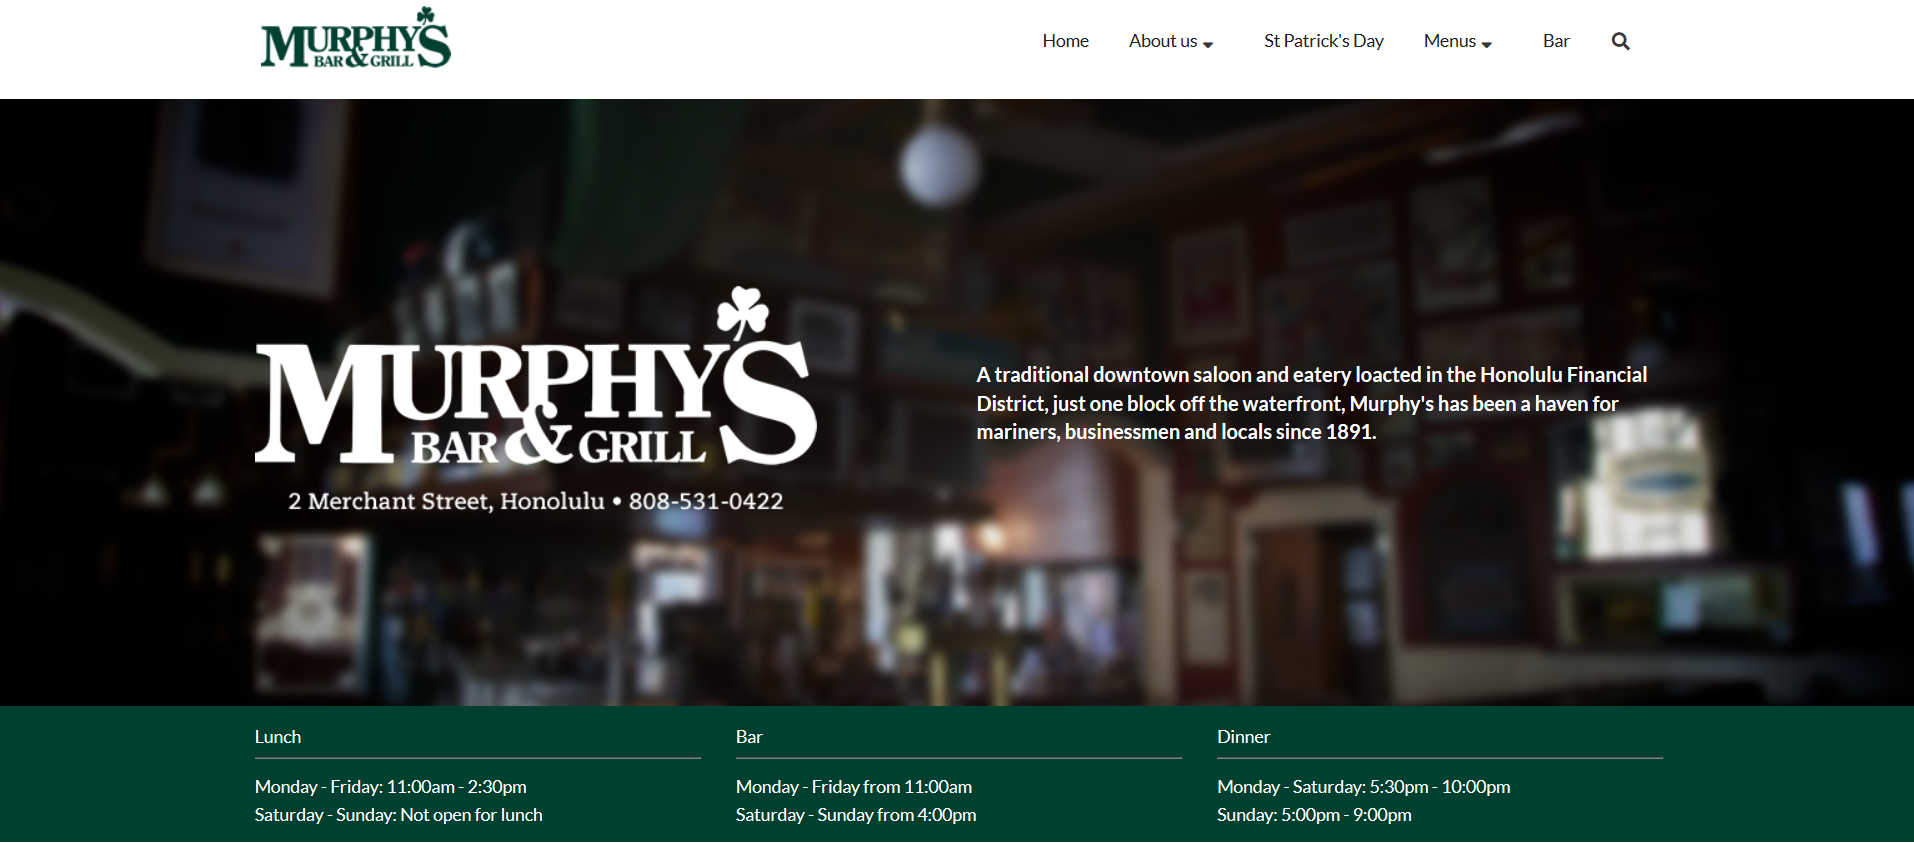 MURPHY'S
BAR & GRILL
Home About us St Patrick's Day Menus Bar
MURPHY'S
BAR & GRILL
2 Merchant Street, Honolulu • 808-531-0422
A traditional downtown saloon and eatery loacted in the Honolulu Financial
District, just one block off the waterfront, Murphy's has been a haven for
mariners, businessmen and locals since 1891.
Lunch
Monday - Friday: 11:00am - 2:30pm
Saturday - Sunday: Not open for lunch
Bar
Monday - Friday from 11:00am
Saturday - Sunday from 4:00pm
Dinner
Monday - Saturday: 5:30pm - 10:00pm
Sunday: 5:00pm - 9:00pm